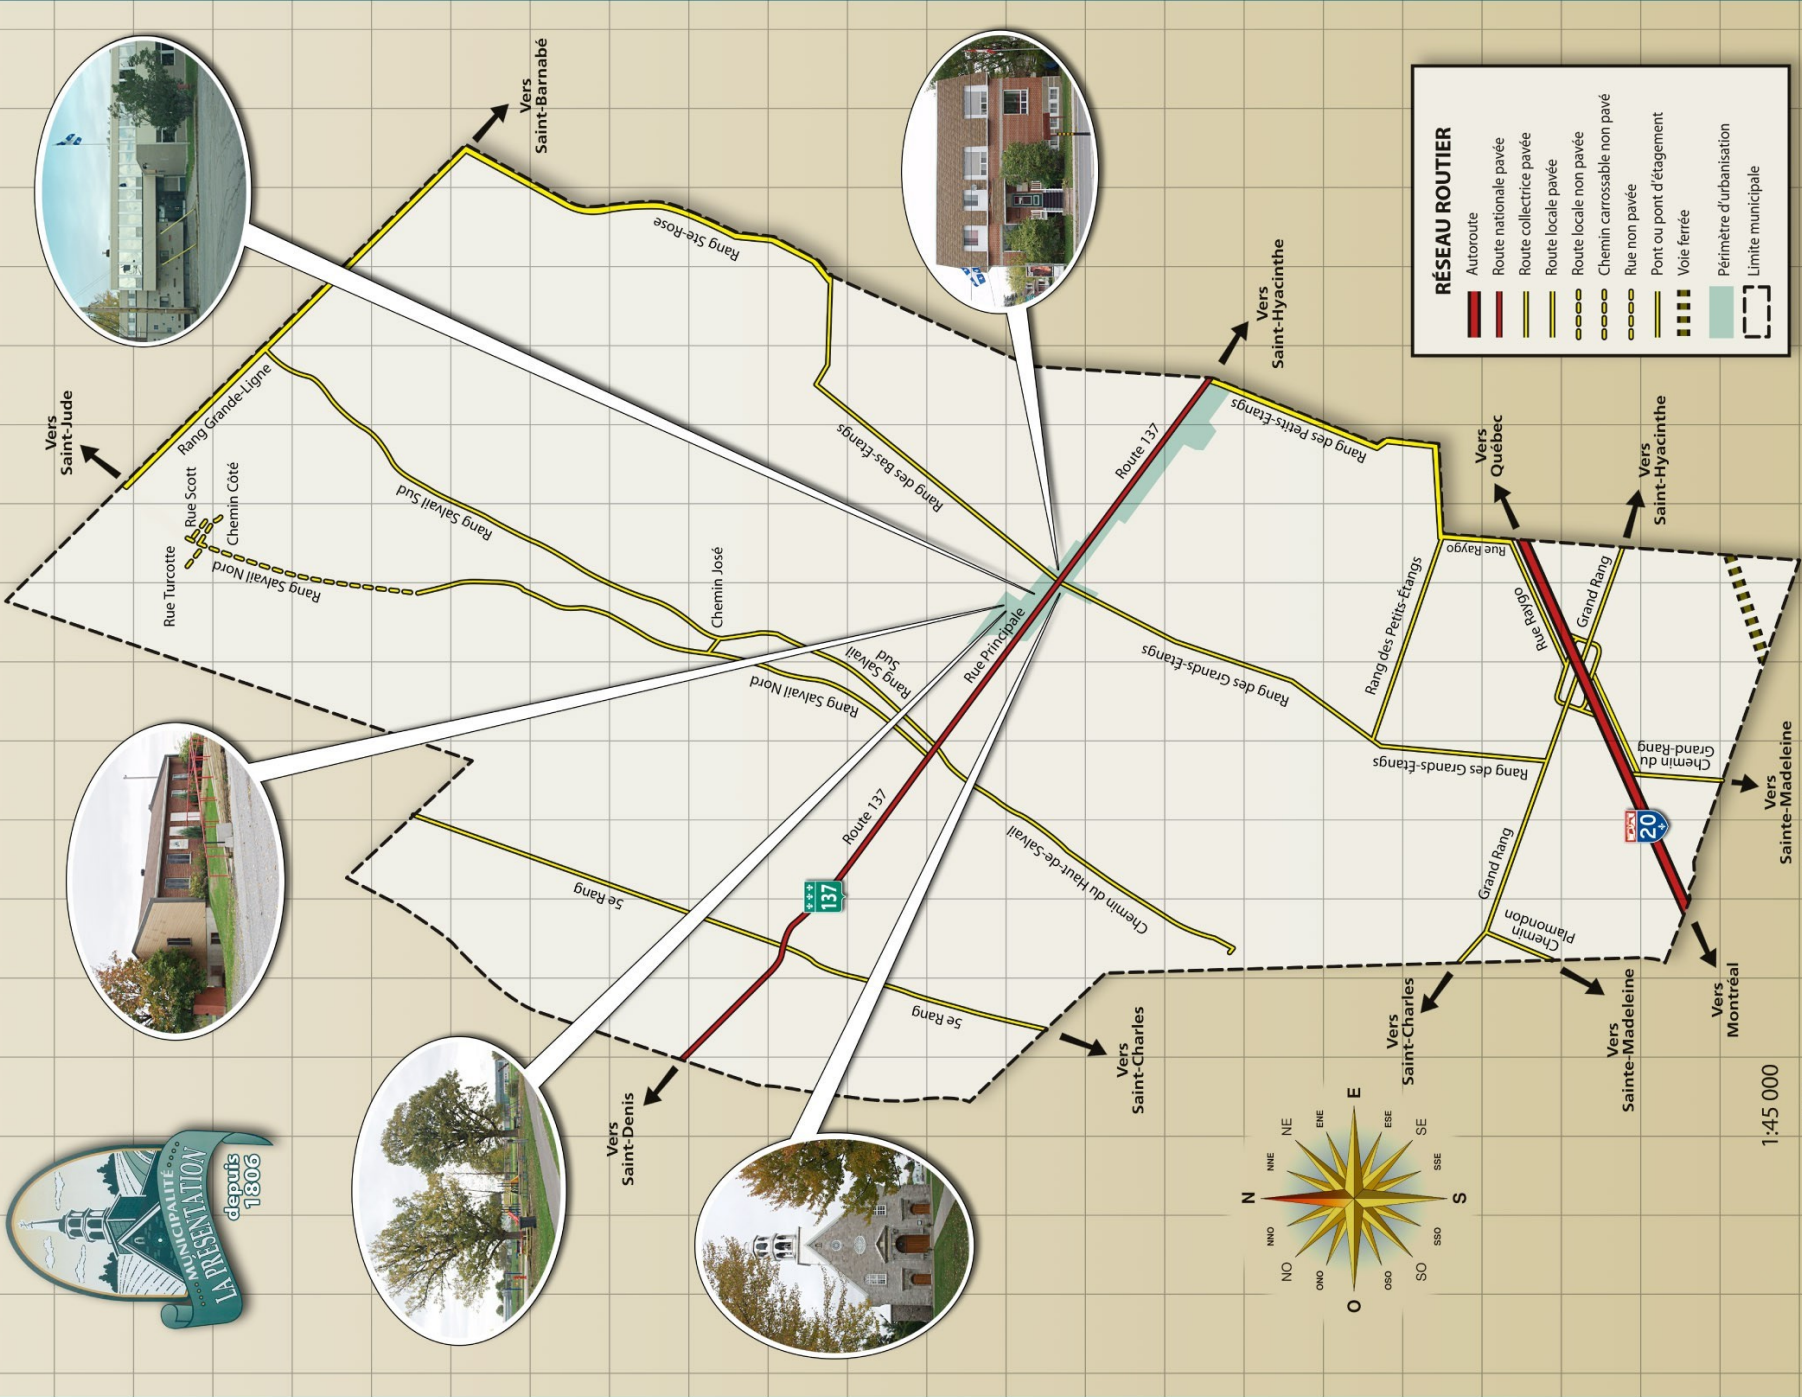 MUNICIPALITÉ
LA PRÉSENTATION
depuis
1806
Vers
Saint-Jude
Vers
Saint-Barnabé
Rang Grande-Ligne
Rue Scott
Chemin Côté
Rue Turcotte
Rang Salvail Nord
Rang Salvail Sud
Rang Ste-Rose
Chemin José
Rang des Bas-Étangs
Rang Salvail
Sud
Rang Salvail Nord
Rue Principale
Route 137
Vers
Saint-Hyacinthe
Rang des Petits-Étangs
Route 137
137
5e Rang
5e Rang
Vers
Saint-Denis
Vers
Saint-Charles
Chemin du Haut-de-Salvail
Rang des Grands-Étangs
Rang des Grands-Étangs
Rang des Petits-Étangs
Rue Raygo
Rue Raygo
Grand Rang
Grand Rang
Vers
Québec
Vers
Saint-Hyacinthe
Chemin du
Grand-Rang
Vers
Sainte-Madeleine
20
Chemin
Plamondon
Vers
Saint-Charles
Vers
Sainte-Madeleine
Vers
Montréal
RÉSEAU ROUTIER
Autoroute
Route nationale pavée
Route collectrice pavée
Route locale pavée
Route locale non pavée
Chemin carrossable non pavé
Rue non pavée
Pont ou pont d'étagement
Voie ferrée
Périmètre d'urbanisation
Limite municipale
N
NNE
NE
ENE
E
ESE
SE
SSE
S
SSO
SO
OSO
O
ONO
NO
NNO
1:45 000